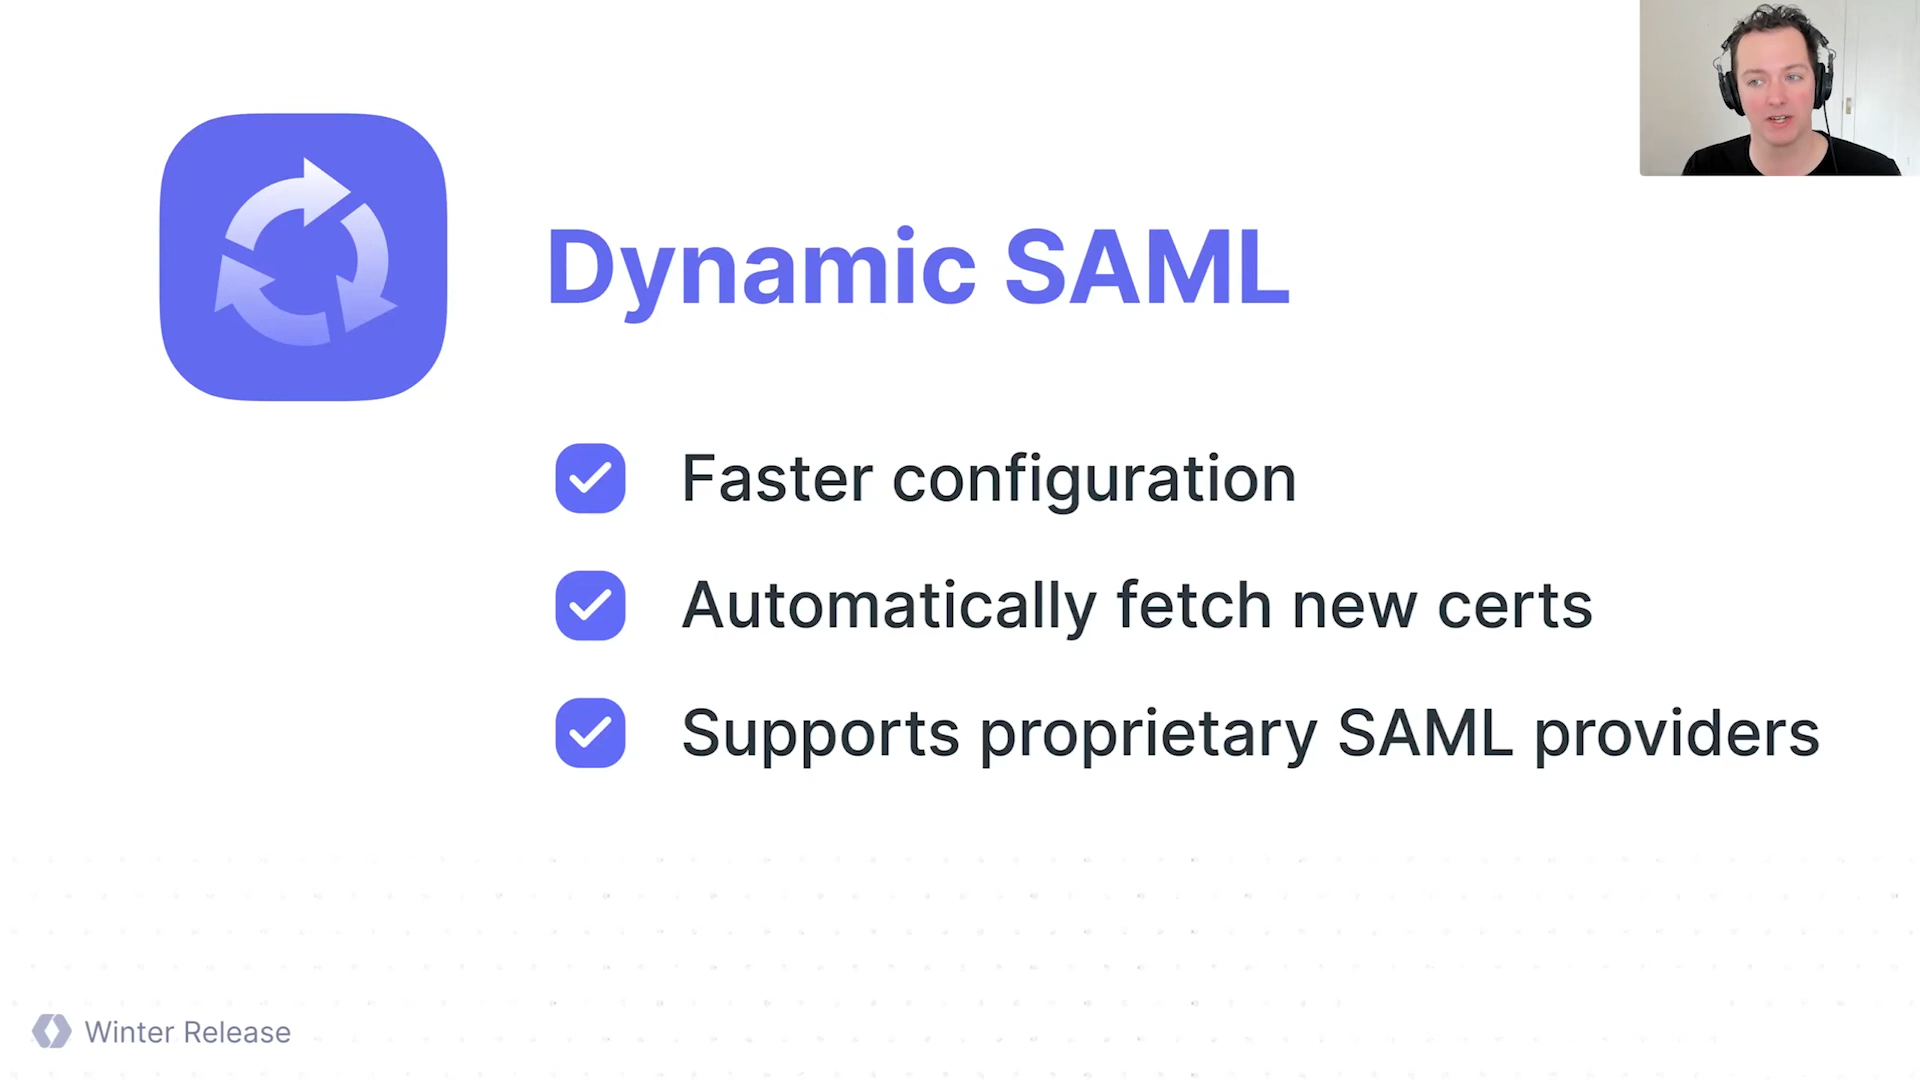 Dynamic SAML
Faster configuration
Automatically fetch new certs
Supports proprietary SAML providers
Winter Release